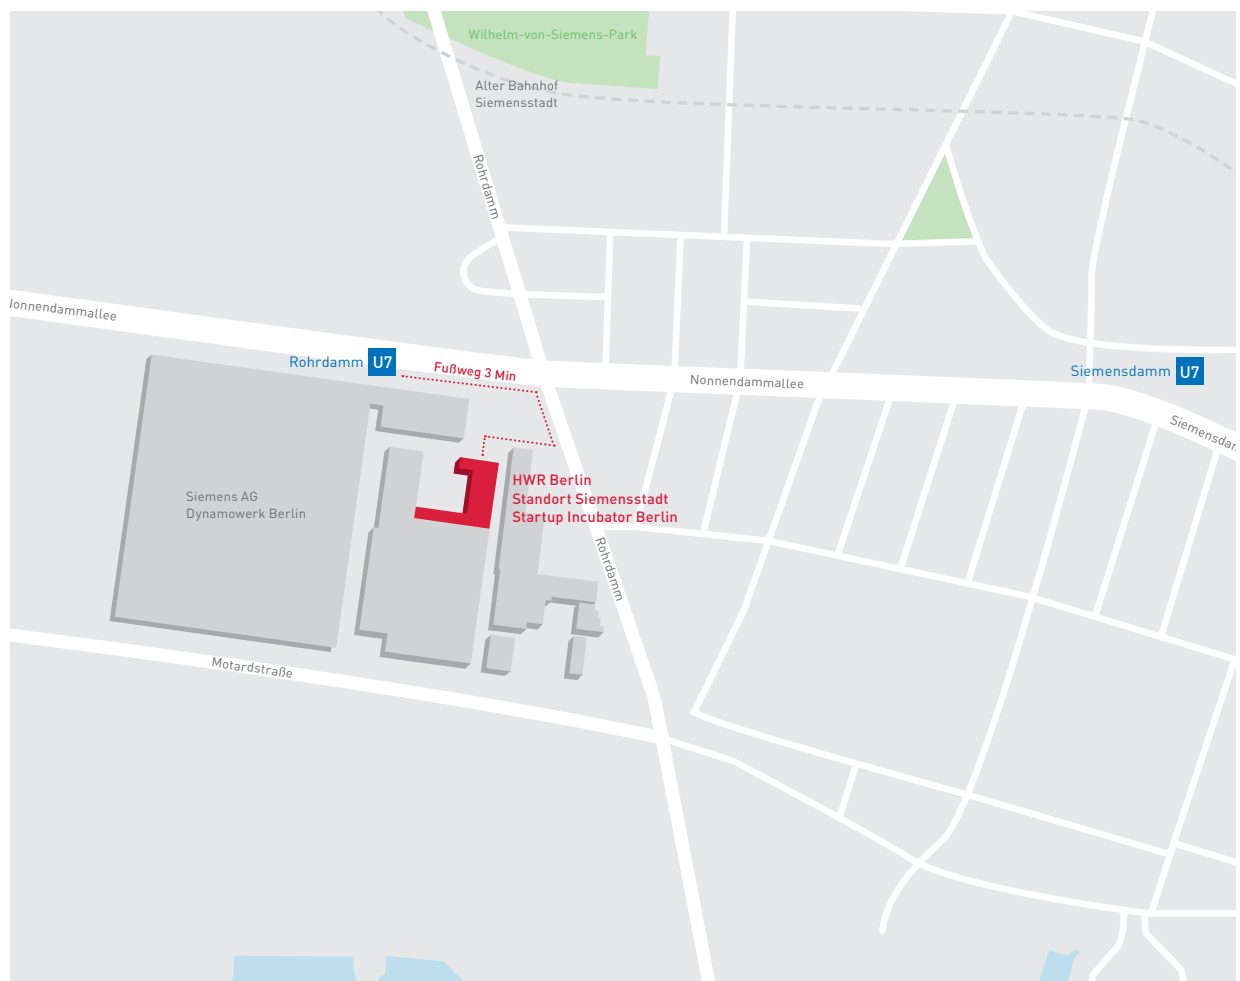 Wilhelm-von-Siemens-Park
Alter Bahnhof
Siemensstadt
Rohrdamm
Nonnendammallee
Rohrdamm U7
Fußweg 3 Min
Nonnendammallee
Siemensdamm U7
Siemensdam
HWR Berlin
Standort Siemensstadt
Startup Incubator Berlin
Siemens AG
Dynamowerk Berlin
Rohrdamm
Motardstraße